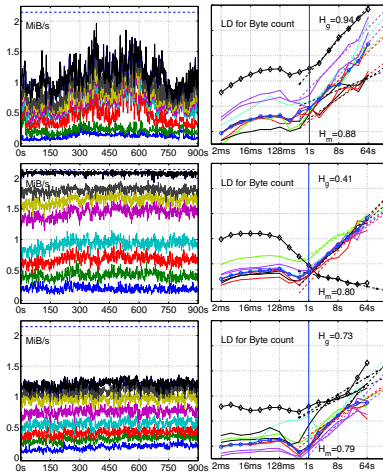 MiB/s
2
1.5
1
0.5
0
0s 150 300 450 600 750 900s
LD for Byte count
H_g=0.94
H_m=0.88
2ms 16ms 128ms 1s 8s 64s
MiB/s
2
1.5
1
0.5
0
0s 150 300 450 600 750 900s
LD for Byte count
H_g=0.41
H_m=0.80
2ms 16ms 128ms 1s 8s 64s
MiB/s
2
1.5
1
0.5
0
0s 150 300 450 600 750 900s
LD for Byte count
H_g=0.73
H_m=0.79
2ms 16ms 128ms 1s 8s 64s